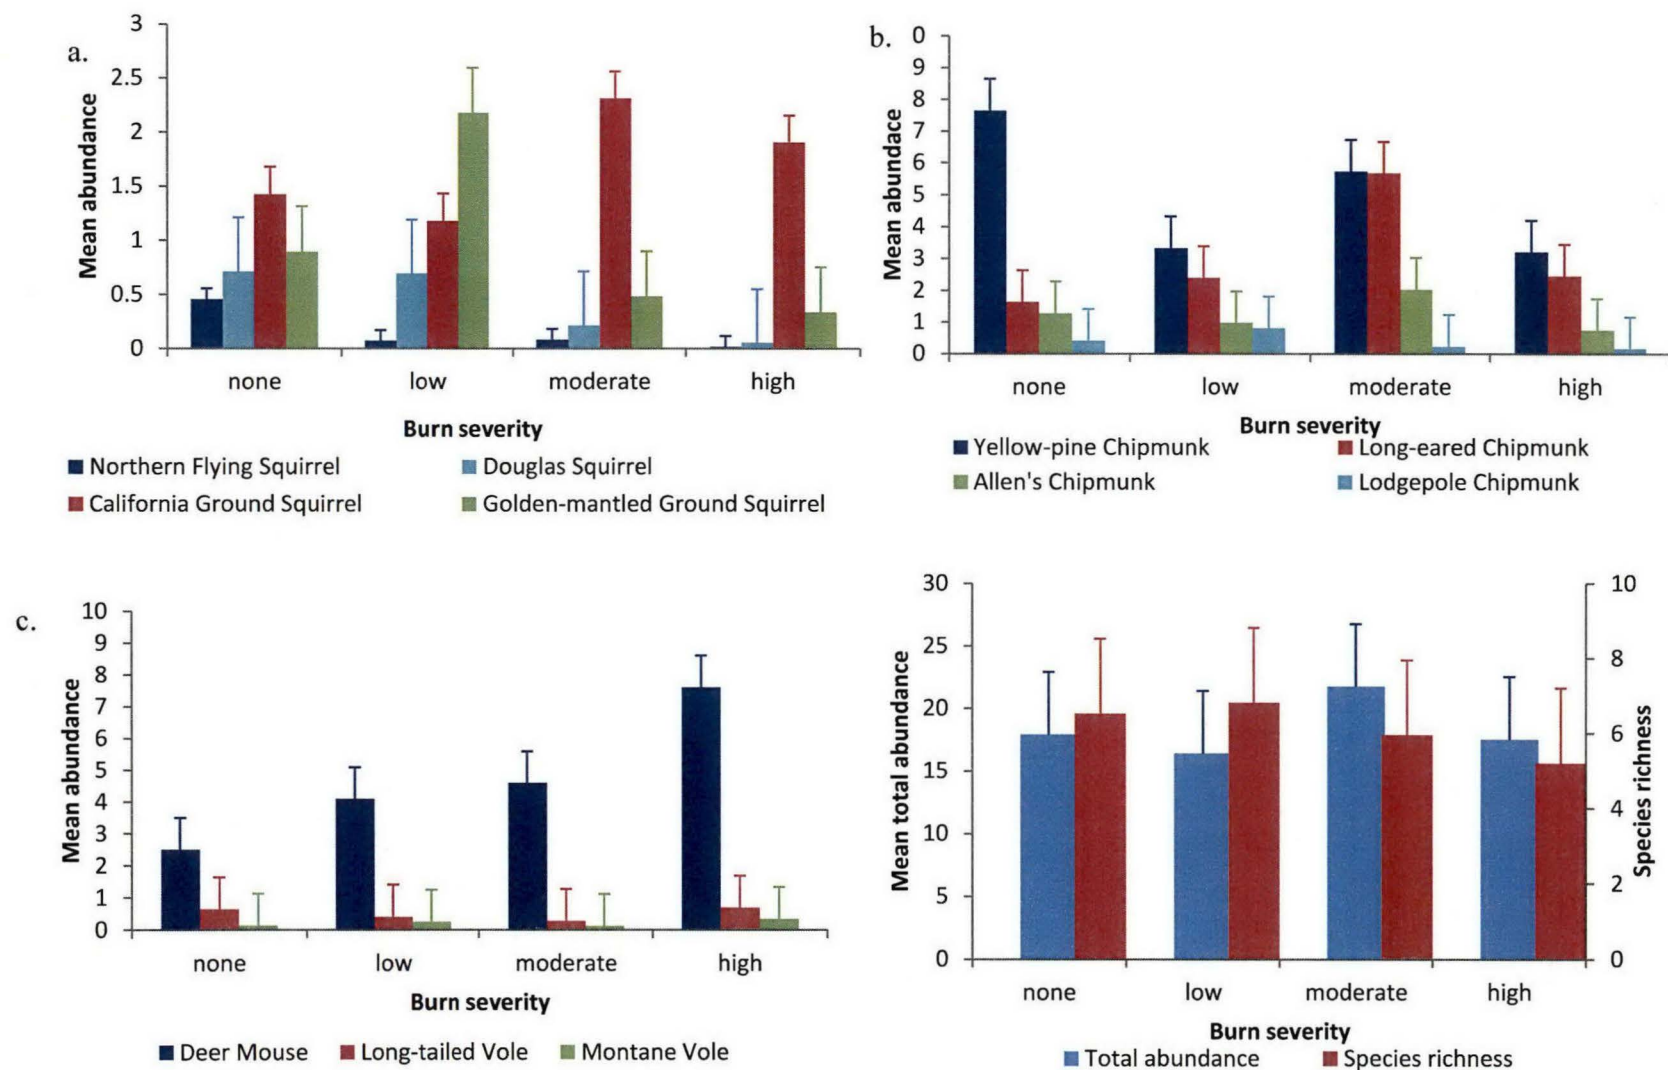 a.
3
2.5
2
1.5
1
0.5
0
Mean abundance
none low moderate high
Burn severity
Northern Flying Squirrel Douglas Squirrel
California Ground Squirrel Golden-mantled Ground Squirrel
b.
0
9
8
7
6
5
4
3
2
1
0
Mean abundace
none low moderate high
Burn severity
Yellow-pine Chipmunk Long-eared Chipmunk
Allen's Chipmunk Lodgepole Chipmunk
c.
10
9
8
7
6
5
4
3
2
1
0
Mean abundance
none low moderate high
Burn severity
Deer Mouse Long-tailed Vole Montane Vole
30
25
20
15
10
5
0
Mean total abundance
10
8
6
4
2
0
Species richness
none low moderate high
Burn severity
Total abundance Species richness